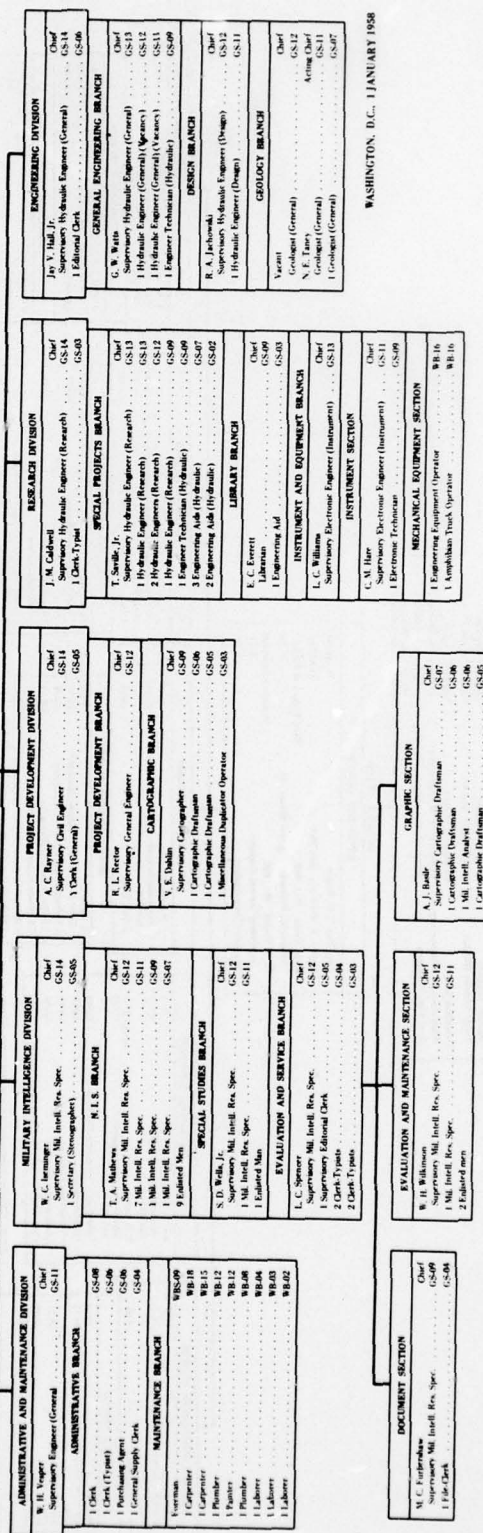 ADMINISTRATIVE AND MAINTENANCE DIVISION
W. H. Vesper Chief
Supervisory Engineer (General GS-11
ADMINISTRATIVE BRANCH
1 Clerk GS-08
1 Clerk (Typist) GS-06
1 Purchasing Agent GS-06
1 General Supply Clerk GS-04
MAINTENANCE BRANCH
Foreman WBS-09
1 Carpenter WB-18
1 Carpenter WB-15
1 Plumber WB-12
1 Painter WB-12
1 Plumber WB-08
1 Laborer WB-04
1 Laborer WB-03
1 Laborer WB-02
MILITARY INTELLIGENCE DIVISION
W. C. Iseminger Chief
Supervisory Mil. Intell. Res. Spec. GS-14
1 Secretary (Stenographer) GS-05
N. I. S. BRANCH
T. A. Mathews Chief
Supervisory Mil. Intell. Res. Spec. GS-12
7 Mil. Intell. Res. Spec. GS-11
1 Mil. Intell. Res. Spec. GS-09
1 Mil. Intell. Res. Spec. GS-07
9 Enlisted Men
SPECIAL STUDIES BRANCH
S. D. Wells, Jr. Chief
Supervisory Mil. Intell. Res. Spec. GS-12
1 Mil. Intell. Res. Spec. GS-11
1 Enlisted Man
EVALUATION AND SERVICE BRANCH
L. C. Spencer Chief
Supervisory Mil. Intell. Res. Spec. GS-12
1 Supervisory Editorial Clerk GS-05
2 Clerk-Typists GS-04
2 Clerk-Typists GS-03
PROJECT DEVELOPMENT DIVISION
A. C. Rayner Chief
Supervisory Civil Engineer GS-14
1 Clerk (General) GS-05
PROJECT DEVELOPMENT BRANCH
R. L. Rector Chief
Supervisory General Engineer GS-12
CARTOGRAPHIC BRANCH
V. E. Dahlin Chief
Supervisory Cartographer GS-09
1 Cartographic Draftsman GS-06
1 Cartographic Draftsman GS-05
1 Miscellaneous Duplicator Operator GS-03
RESEARCH DIVISION
J. M. Caldwell Chief
Supervisory Hydraulic Engineer (Research) GS-14
1 Clerk-Typist GS-03
SPECIAL PROJECTS BRANCH
T. Saville, Jr. Chief
Supervisory Hydraulic Engineer (Research) GS-13
1 Hydraulic Engineer (Research) GS-13
2 Hydraulic Engineers (Research) GS-12
1 Hydraulic Engineer (Research) GS-09
1 Engineer Technician (Hydraulic) GS-09
3 Engineering Aids (Hydraulic) GS-07
2 Engineering Aids (Hydraulic) GS-02
LIBRARY BRANCH
E. C. Everett Chief
Librarian GS-09
1 Engineering Aid GS-03
INSTRUMENT AND EQUIPMENT BRANCH
L. C. Williams Chief
Supervisory Electronic Engineer (Instrument) GS-13
INSTRUMENT SECTION
C. M. Hare Chief
Supervisory Electronic Engineer (Instrument) GS-11
1 Electronic Technician GS-09
MECHANICAL EQUIPMENT SECTION
1 Engineering Equipment Operator WB-16
1 Amphibian Truck Operator WB-16
ENGINEERING DIVISION
Jay V. Hall, Jr. Chief
Supervisory Hydraulic Engineer (General) GS-14
1 Editorial Clerk GS-06
GENERAL ENGINEERING BRANCH
G. W. Watts Chief
Supervisory Hydraulic Engineer (General) GS-13
1 Hydraulic Engineer (General) (Vacancy) GS-12
1 Hydraulic Engineer (General) (Vacancy) GS-11
1 Engineer Technician (Hydraulic) GS-09
DESIGN BRANCH
R. A. Jachowski Chief
Supervisory Hydraulic Engineer (Design) GS-12
1 Hydraulic Engineer (Design) GS-11
GEOLOGY BRANCH
Vacant Chief
Geologist (General) GS-12
N. E. Taney Acting Chief
Geologist (General) GS-11
1 Geologist (General) GS-07
DOCUMENT SECTION
M. C. Furbershaw Chief
Supervisory Mil. Intell. Res. Spec. GS-09
1 File-Clerk GS-04
EVALUATION AND MAINTENANCE SECTION
W. H. Wilkinson Chief
Supervisory Mil. Intell. Res. Spec. GS-12
1 Mil. Intell. Res. Spec. GS-11
2 Enlisted men
GRAPHIC SECTION
A. J. Basile Chief
Supervisory Cartographic Draftsman GS-07
1 Cartographic Draftsman GS-06
1 Mil. Intell. Analyst GS-06
1 Cartographic Draftsman GS-05
WASHINGTON, D.C., 1 JANUARY 1958